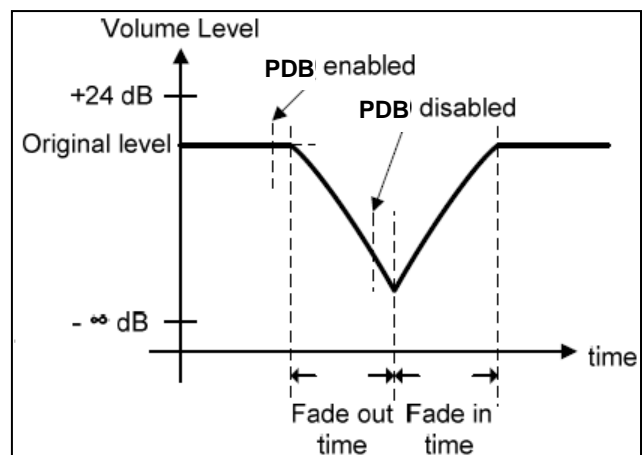 Volume Level
PDB enabled
+24 dB
PDB disabled
Original level
- ∞ dB
time
Fade out time
Fade in time